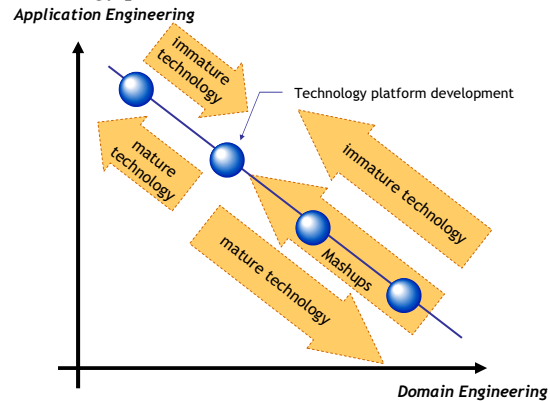 Application Engineering
immature
technology
Technology platform development
mature
technology
immature technology
mature technology
Mashups
Domain Engineering